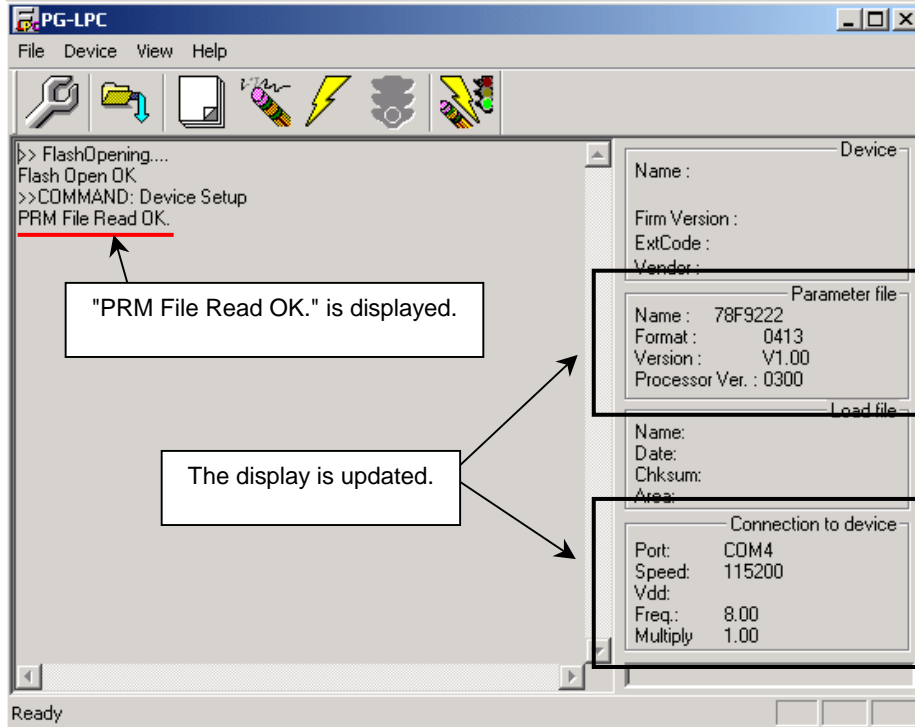 PG-LPC
File Device View Help
>> FlashOpening....
Flash Open OK
>>COMMAND: Device Setup
PRM File Read OK.
"PRM File Read OK." is displayed.
The display is updated.
Device
Name :
Firm Version :
ExtCode :
Vendor :
Parameter file
Name : 78F9222
Format : 0413
Version : V1.00
Processor Ver. : 0300
Load file
Name:
Date:
Chksum:
Area:
Connection to device
Port: COM4
Speed: 115200
Vdd:
Freq.: 8.00
Multiply 1.00
Ready